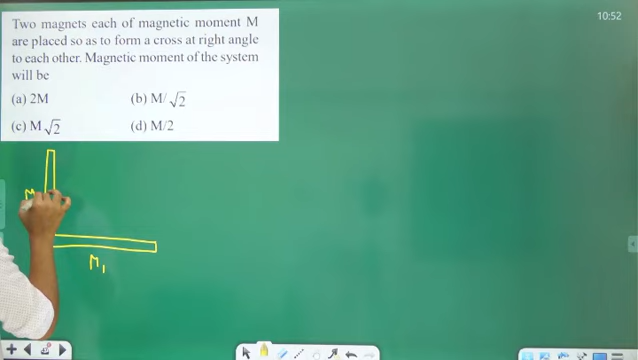 10:52
Two magnets each of magnetic moment M
are placed so as to form a cross at right angle
to each other. Magnetic moment of the system
will be
(a) 2M (b) M/√2
(c) M√2 (d) M/2
M
M₁